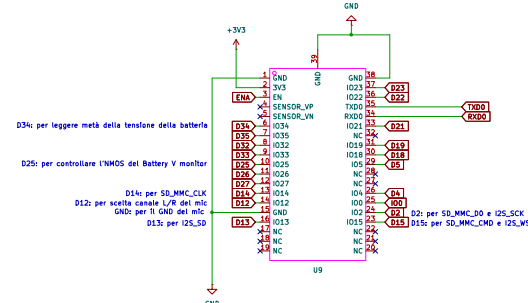 GND
+3V3
39
GND
1 GND GND 38
2 3V3 IO23 37 D23
ENA 3 EN IO22 36 D22
4 SENSOR_VP TXD0 35 TXD0
5 SENSOR_VN RXD0 34 RXD0
D34: per leggere metà della tensione della batteria D34 6 IO34 IO21 33 D21
D35 7 IO35 NC 32
D32 8 IO32 IO19 31 D19
D33 9 IO33 IO18 30 D18
D25: per controllare l'NMOS del Battery V monitor D25 10 IO25 IO5 29 D5
D26 11 IO26 NC 28
D27 12 IO27 NC 27
D14: per SD_MMC_CLK D14 13 IO14 IO4 26 D4
D12: per scelta canale L/R del mic D12 14 IO12 IO0 25 IO0
GND: per il GND del mic 15 GND IO2 24 D2 D2: per SD_MMC_D0 e I2S_SCK
D13: per I2S_SD D13 16 IO13 IO15 23 D15 D15: per SD_MMC_CMD e I2S_WS
17 NC NC 22
18 NC NC 21
19 NC NC 20
U9
GND